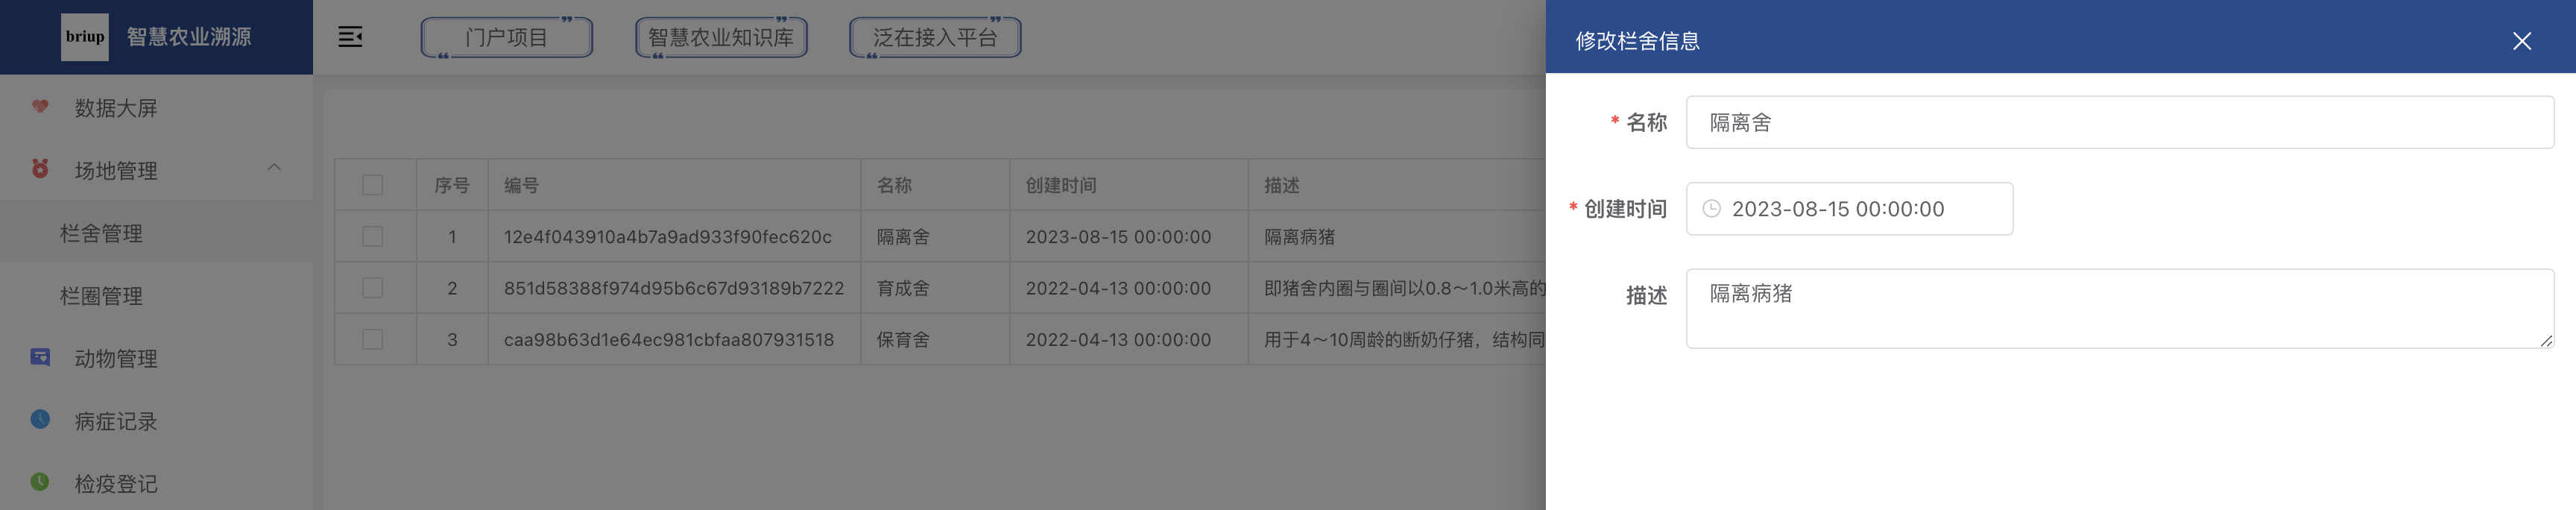 briup 智慧农业溯源
门户项目
智慧农业知识库
泛在接入平台
数据大屏
场地管理
栏舍管理
栏圈管理
动物管理
病症记录
检疫登记
序号 编号 名称 创建时间 描述
1 12e4f043910a4b7a9ad933f90fec620c 隔离舍 2023-08-15 00:00:00 隔离病猪
2 851d58388f974d95b6c67d93189b7222 育成舍 2022-04-13 00:00:00 即猪舍内圈与圈间以0.8～1.0米高的
3 caa98b63d1e64ec981cbfaa807931518 保育舍 2022-04-13 00:00:00 用于4～10周龄的断奶仔猪，结构同
修改栏舍信息
* 名称 隔离舍
* 创建时间 2023-08-15 00:00:00
描述 隔离病猪